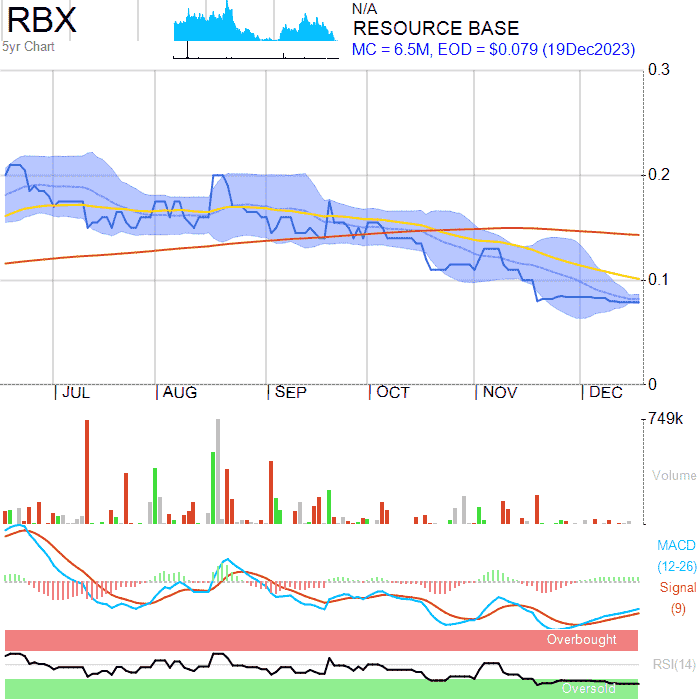 RBX
5yr Chart
N/A
RESOURCE BASE
MC = 6.5M, EOD = $0.079 (19Dec2023)
0.3
0.2
0.1
0
JUL AUG SEP OCT NOV DEC
749k
Volume
MACD
(12-26)
Signal
(9)
Overbought
RSI(14)
Oversold